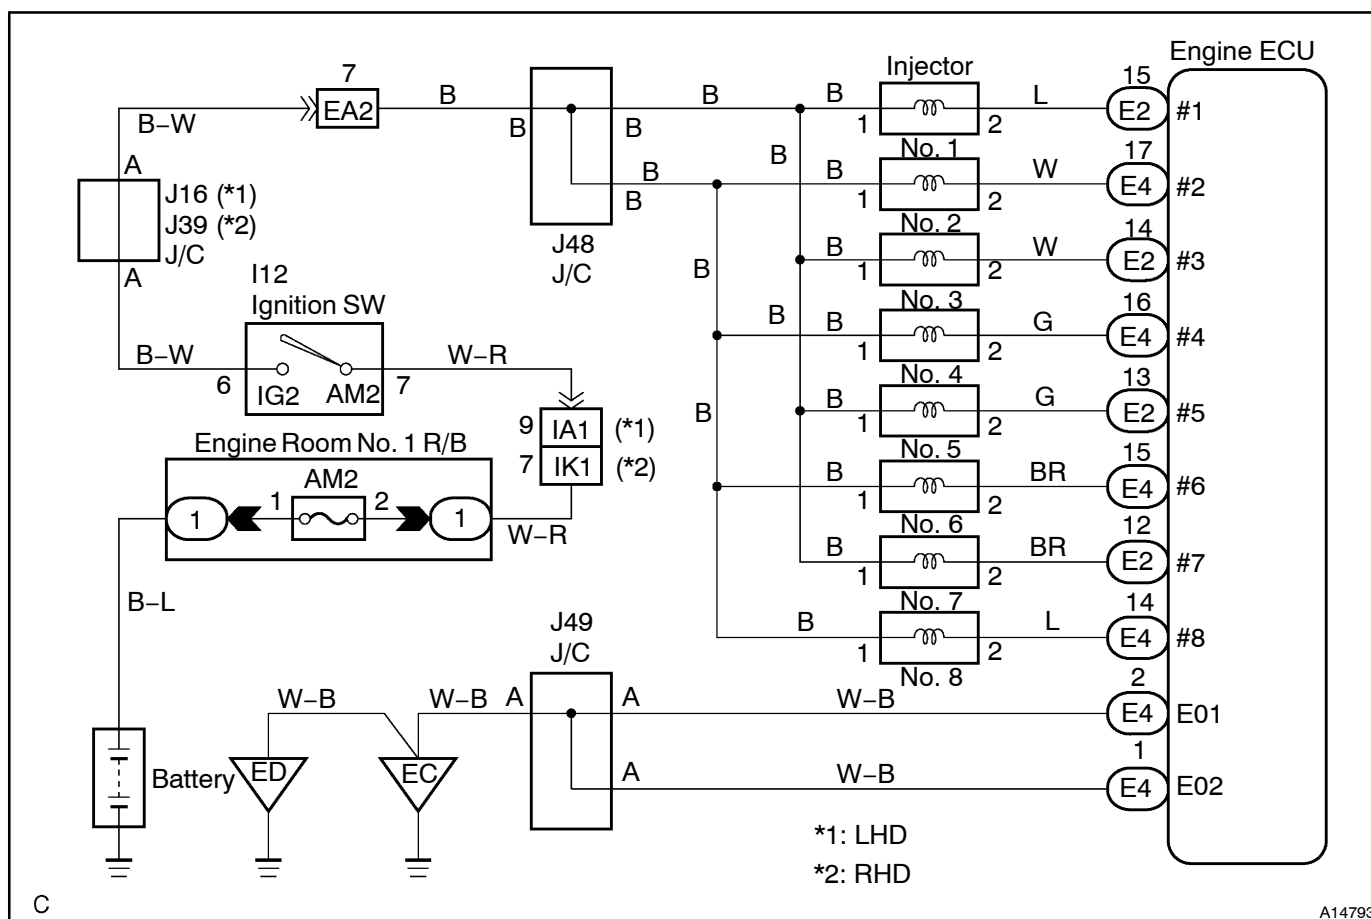 Engine ECU
7
EA2
B
B
B
B
B–W
Injector
B
1
2
L
15
E2
#1
No. 1
A
J16 (*1)
J39 (*2)
J/C
A
B
B
J48
J/C
B
B
1
2
W
17
E4
#2
No. 2
B
1
2
W
14
E2
#3
No. 3
I12
Ignition SW
B–W
6
IG2
AM2
7
W–R
B
B
B
1
2
G
16
E4
#4
No. 4
9
IA1
(*1)
7
IK1
(*2)
B
B
1
2
G
13
E2
#5
No. 5
Engine Room No. 1 R/B
AM2
1
1
2
1
W–R
B
1
2
BR
15
E4
#6
No. 6
B
1
2
BR
12
E2
#7
No. 7
B–L
B
1
2
L
14
E4
#8
No. 8
J49
J/C
W–B
W–B
A
A
W–B
2
E4
E01
Battery
ED
EC
A
W–B
1
E4
E02
*1: LHD
*2: RHD
C
A14793